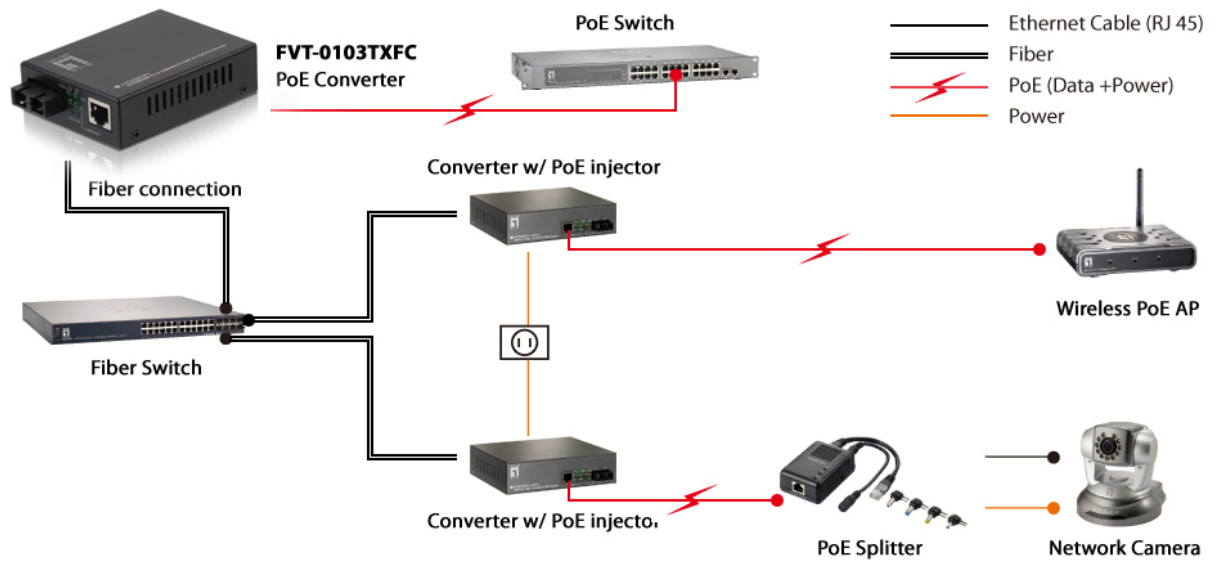 PoE Switch
Ethernet Cable (RJ 45)
FVT-0103TXFC
Fiber
PoE Converter
PoE (Data +Power)
Power
Converter w/ PoE injector
Fiber connection
Wireless PoE AP
Fiber Switch
Converter w/ PoE injector
PoE Splitter
Network Camera